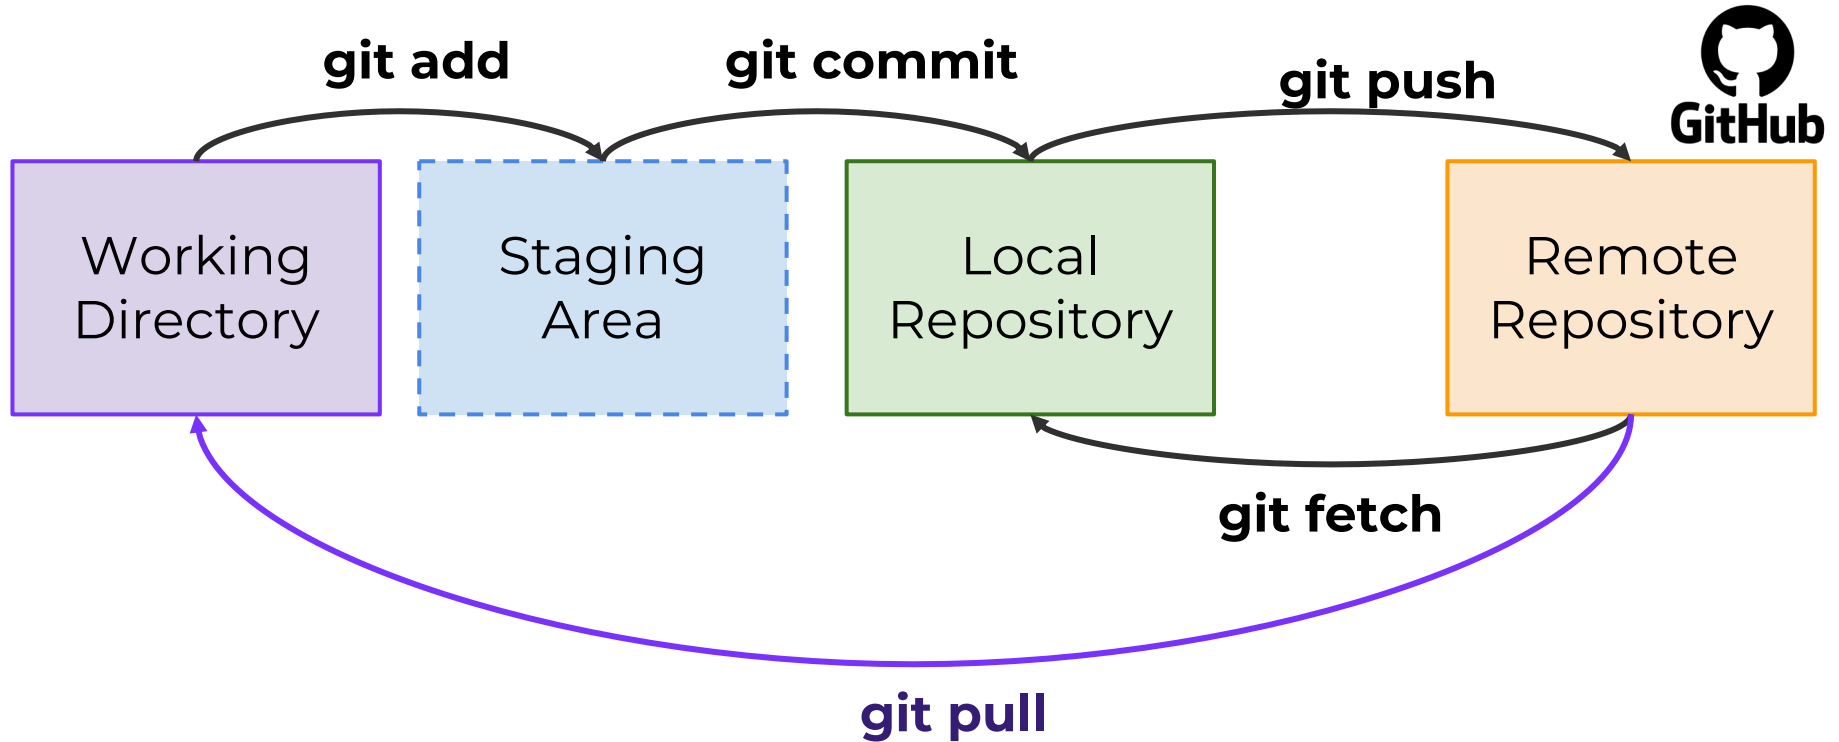 git add
git commit
git push
GitHub
Working
Directory
Staging
Area
Local
Repository
Remote
Repository
git fetch
git pull